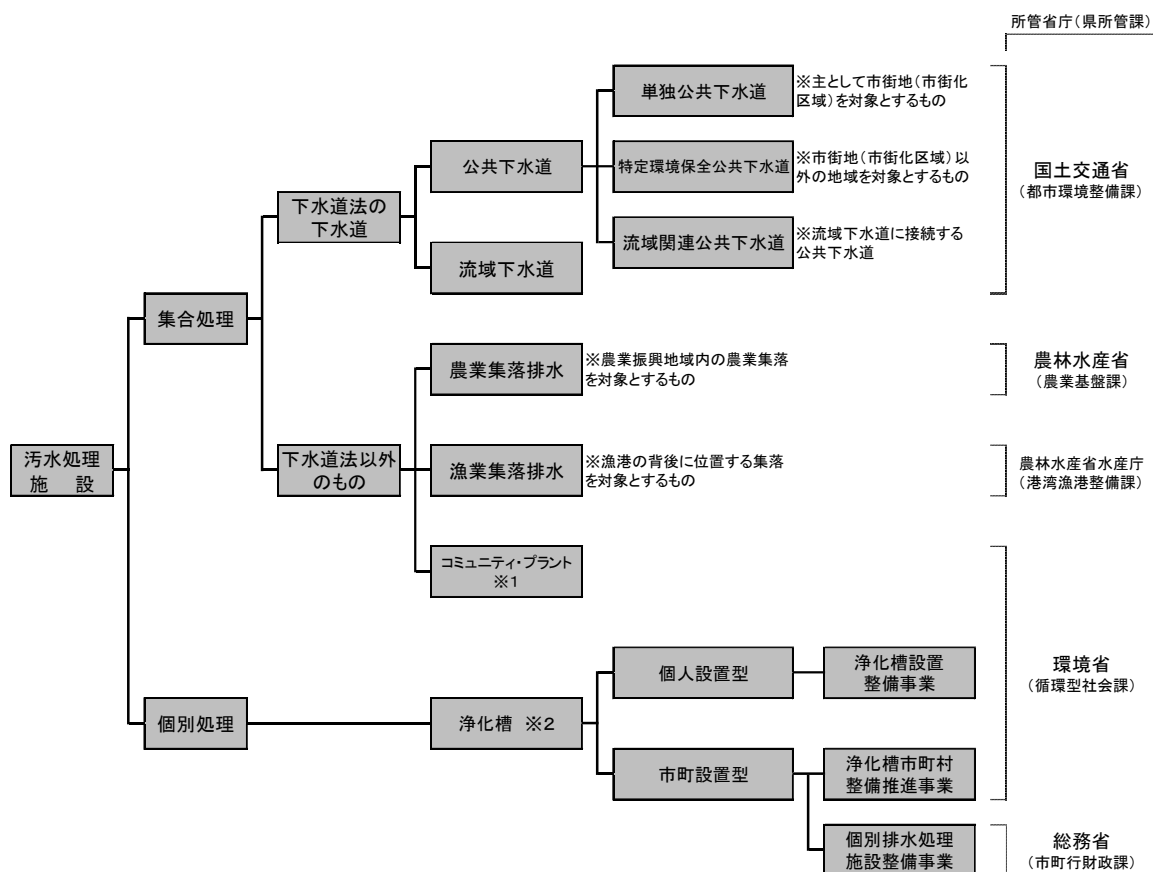 所管省庁(県所管課)
単独公共下水道
※主として市街地(市街化
区域)を対象とするもの
公共下水道
特定環境保全公共下水道
※市街地(市街化区域)以
外の地域を対象とするもの
国土交通省
(都市環境整備課)
下水道法の
下水道
流域関連公共下水道
※流域下水道に接続する
公共下水道
流域下水道
集合処理
農業集落排水
※農業振興地域内の農業集落
を対象とするもの
農林水産省
(農業基盤課)
汚水処理
施 設
下水道法以外
のもの
漁業集落排水
※漁港の背後に位置する集落
を対象とするもの
農林水産省水産庁
(港湾漁港整備課)
コミュニティ・プラント
※1
個人設置型
浄化槽設置
整備事業
環境省
(循環型社会課)
個別処理
浄化槽 ※2
市町設置型
浄化槽市町村
整備推進事業
個別排水処理
施設整備事業
総務省
(市町行財政課)